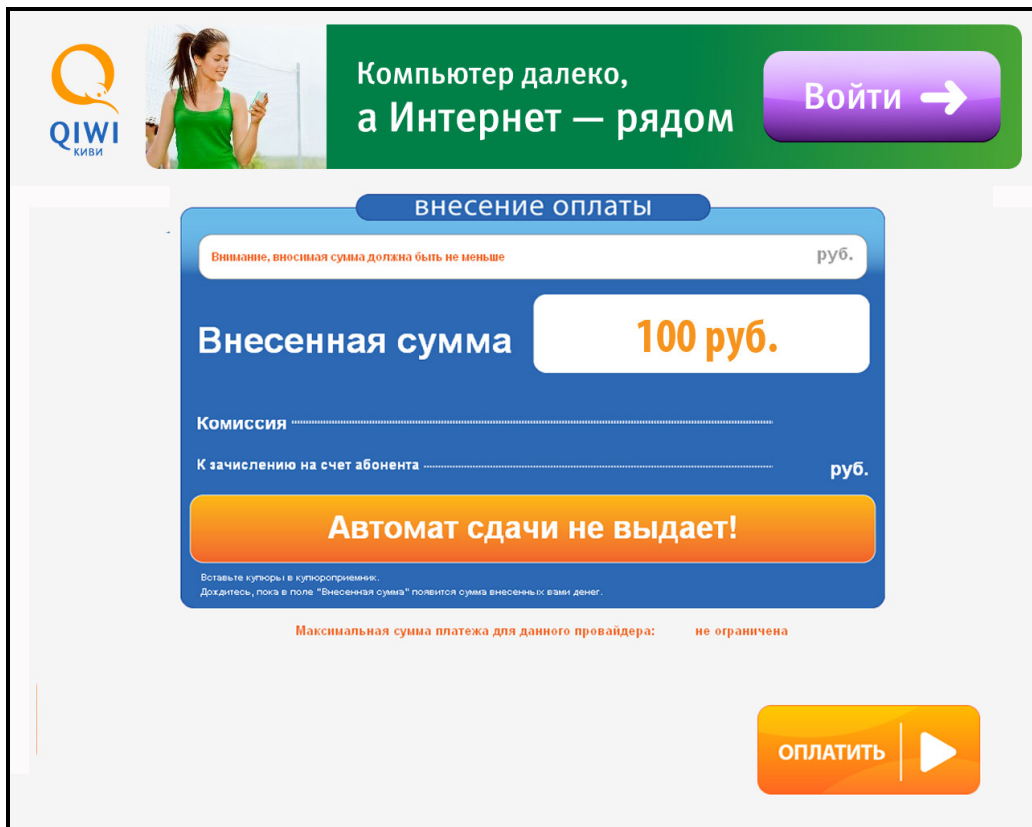 QIWI
КИВИ
Компьютер далеко,
а Интернет — рядом
Войти
внесение оплаты
Внимание, вносимая сумма должна быть не меньше руб.
Внесенная сумма 100 руб.
Комиссия
К зачислению на счет абонента руб.
Автомат сдачи не выдает!
Вставьте купюры в купюроприемник.
Дождитесь, пока в поле "Внесенная сумма" появится сумма внесенных вами денег.
Максимальная сумма платежа для данного провайдера: не ограничена
ОПЛАТИТЬ